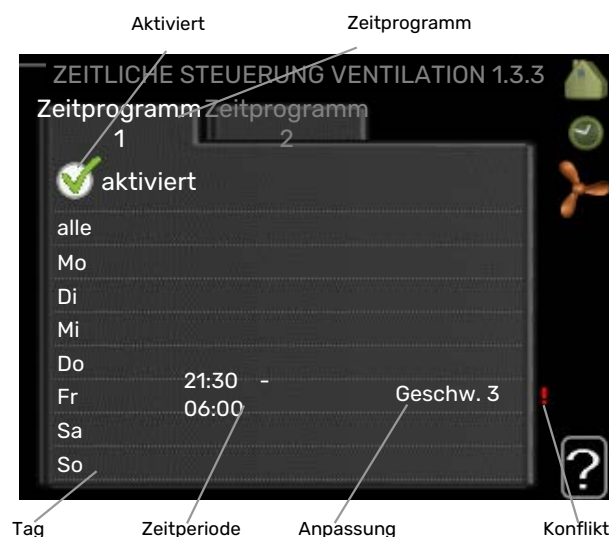 Aktiviert
Zeitprogramm
ZEITLICHE STEUERUNG VENTILATION 1.3.3
Zeitprogramm 1
Zeitprogramm 2
aktiviert
alle
Mo
Di
Mi
Do
Fr
21:30 -
06:00
Geschw. 3
!
Sa
So
?
Tag
Zeitperiode
Anpassung
Konflikt